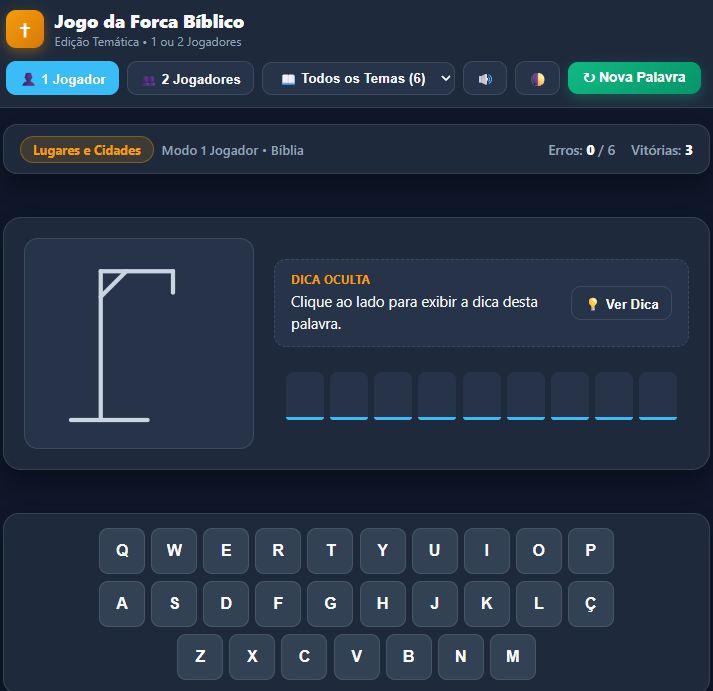 Jogo da Forca Bíblico
Edição Temática • 1 ou 2 Jogadores
1 Jogador
2 Jogadores
Todos os Temas (6)
↻ Nova Palavra
Lugares e Cidades
Modo 1 Jogador • Bíblia
Erros: 0 / 6
Vitórias: 3
DICA OCULTA
Clique ao lado para exibir a dica desta
palavra.
Ver Dica
Q W E R T Y U I O P
A S D F G H J K L Ç
Z X C V B N M